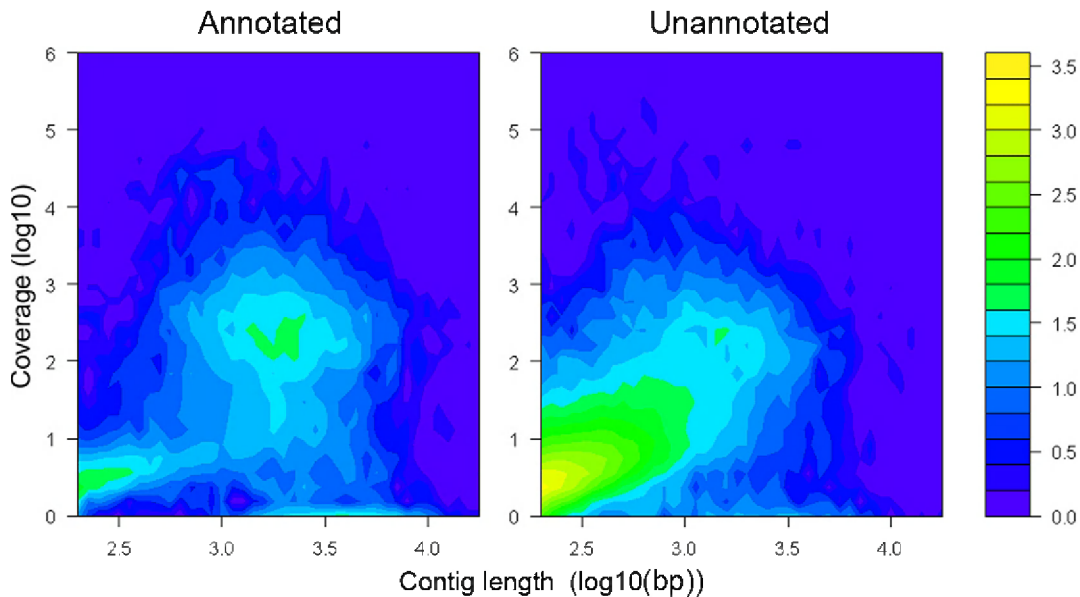 Annotated Unannotated
6 6 3.5
5 5 3.0
4 4 2.5
3 3 2.0
2 2 1.5
1 1 1.0
0 0 0.5
0.0
Coverage (log10)
2.5 3.0 3.5 4.0 2.5 3.0 3.5 4.0
Contig length (log10(bp))